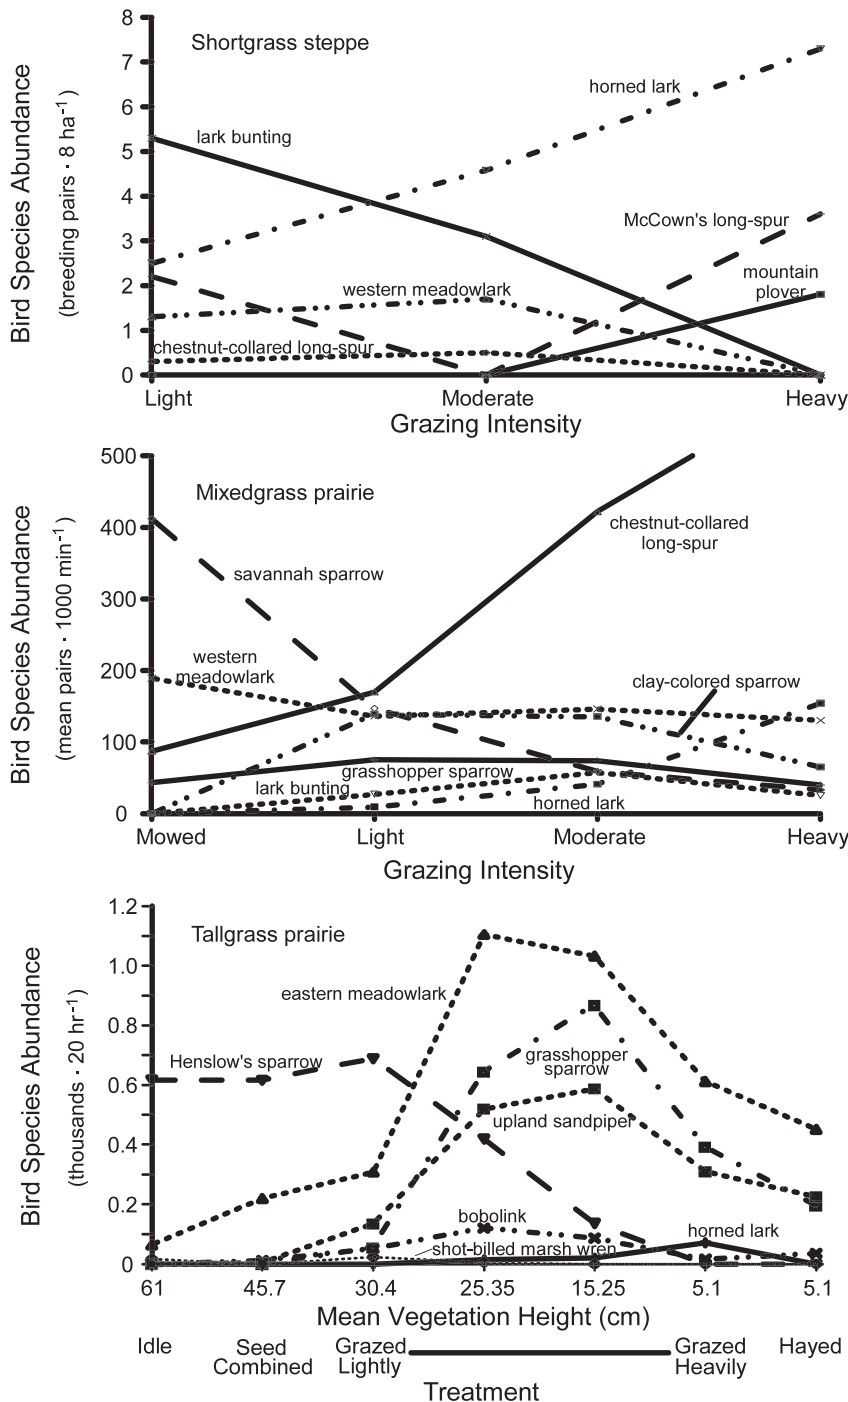 8
Shortgrass steppe
7
horned lark
6
lark bunting
5
4
McCown's long-spur
3
mountain
plover
western meadowlark
2
1
chestnut-collared long-spur
0
Bird Species Abundance
(breeding pairs · 8 ha⁻¹)
Light Moderate Heavy
Grazing Intensity
500
Mixedgrass prairie
chestnut-collared
long-spur
400
savannah sparrow
300
western
meadowlark
clay-colored sparrow
200
100
grasshopper sparrow
lark bunting
horned lark
0
Bird Species Abundance
(mean pairs · 1000 min⁻¹)
Mowed Light Moderate Heavy
Grazing Intensity
1.2
Tallgrass prairie
1.0
eastern meadowlark
0.8
Henslow's sparrow
grasshopper
sparrow
0.6
upland sandpiper
0.4
0.2
bobolink
horned lark
shot-billed marsh wren
0
Bird Species Abundance
(thousands · 20 hr⁻¹)
61 45.7 30.4 25.35 15.25 5.1 5.1
Mean Vegetation Height (cm)
Idle Seed Combined Grazed Lightly Grazed Heavily Hayed
Treatment